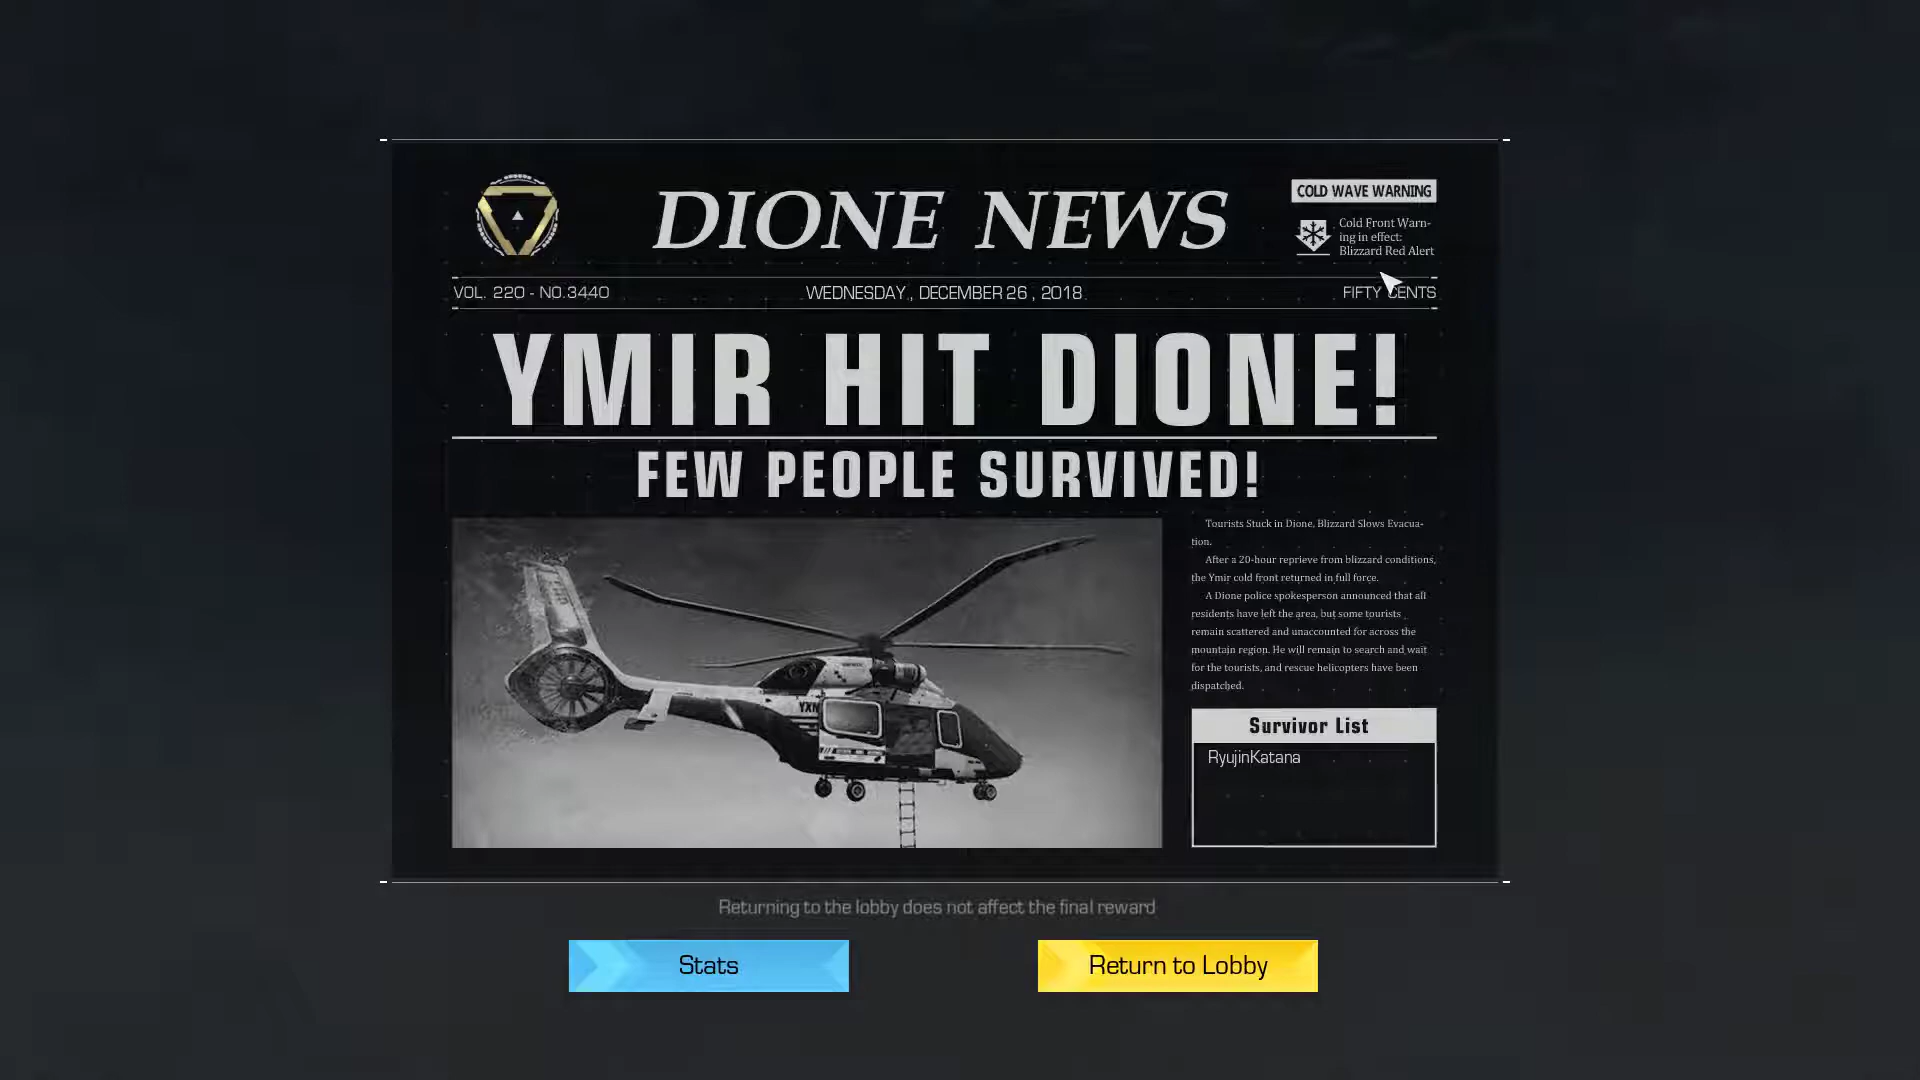 DIONE NEWS
COLD WAVE WARNING
Cold Front Warn-
ing in effect:
Blizzard Red Alert
VOL. 220 - NO.3440
WEDNESDAY , DECEMBER 26 , 2018
FIFTY CENTS
YMIR HIT DIONE!
FEW PEOPLE SURVIVED!
Tourists Stuck in Dione, Blizzard Slows Evacua-
tion.
After a 20-hour reprieve from blizzard conditions,
the Ymir cold front returned in full force.
A Dione police spokesperson announced that all
residents have left the area, but some tourists
remain scattered and unaccounted for across the
mountain region. He will remain to search and wait
for the tourists, and rescue helicopters have been
dispatched.
Survivor List
RyujinKatana
Returning to the lobby does not affect the final reward
Stats
Return to Lobby